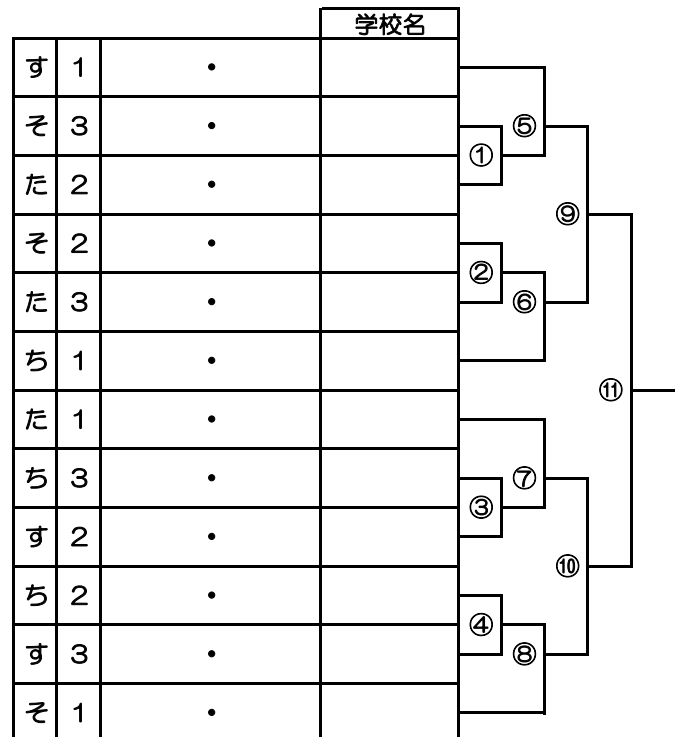 学校名
す 1 ・
⑤
そ 3 ・
①
た 2 ・
⑨
そ 2 ・
②
た 3 ・ ⑥
ち 1 ・
⑪
た 1 ・
ち 3 ・ ⑦
③
す 2 ・
⑩
ち 2 ・
④
す 3 ・ ⑧
そ 1 ・